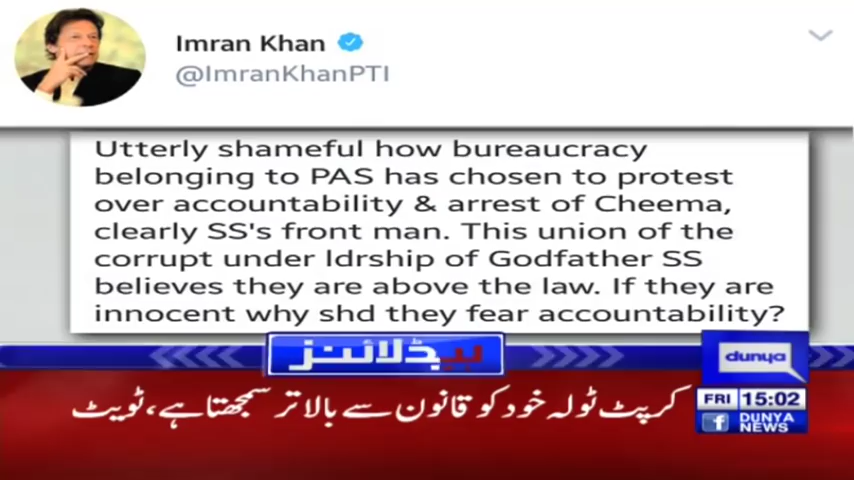 Imran Khan
@ImranKhanPTI
Utterly shameful how bureaucracy
belonging to PAS has chosen to protest
over accountability & arrest of Cheema,
clearly SS's front man. This union of the
corrupt under ldrship of Godfather SS
believes they are above the law. If they are
innocent why shd they fear accountability?
ہیڈلائنز
dunya
کرپٹ ٹولہ خود کو قانون سے بالاتر سمجھتا ہے، ٹویٹ
FRI 15:02
f DUNYA
NEWS